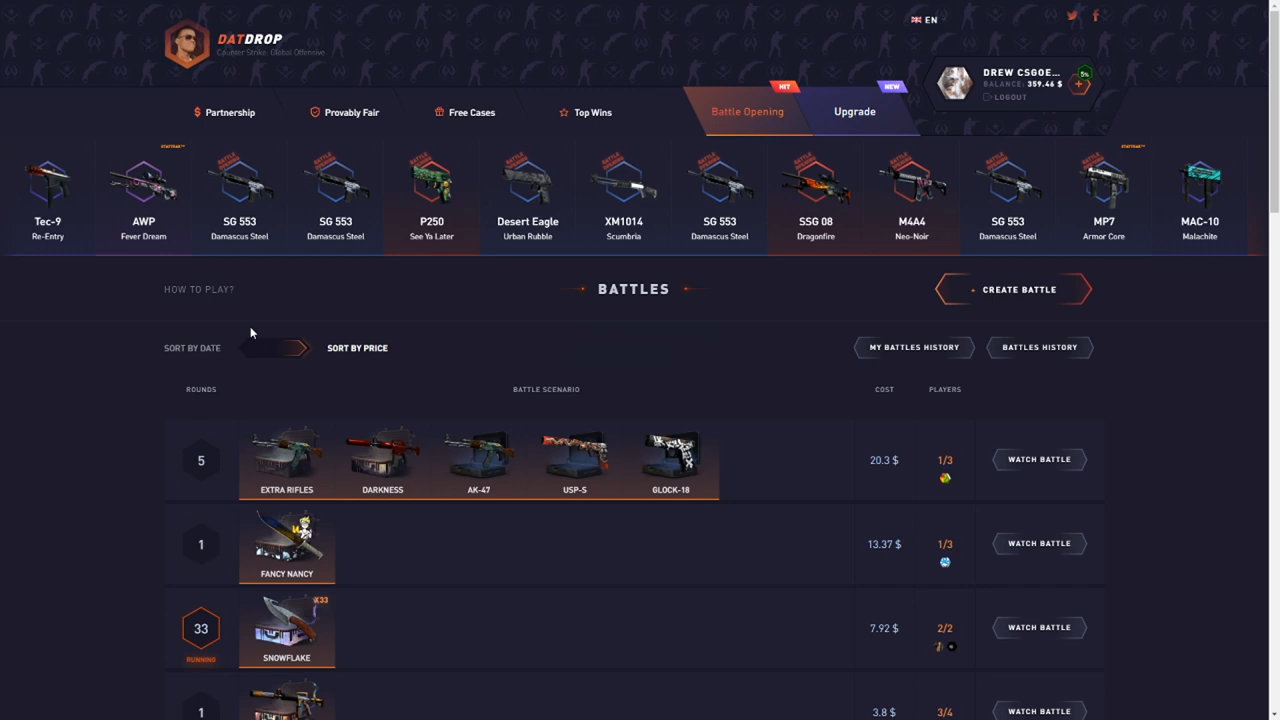 EN
DATDROP
Counter Strike: Global Offensive
DREW CSGOE...
BALANCE: 359.46 $
5%
LOGOUT
Partnership
Provably Fair
Free Cases
Top Wins
HIT
Battle Opening
NEW
Upgrade
STATTRAK™
STATTRAK™
Tec-9
Re-Entry
AWP
Fever Dream
SG 553
Damascus Steel
SG 553
Damascus Steel
P250
See Ya Later
Desert Eagle
Urban Rubble
XM1014
Scumbria
SG 553
Damascus Steel
SSG 08
Dragonfire
M4A4
Neo-Noir
SG 553
Damascus Steel
MP7
Armor Core
MAC-10
Malachite
HOW TO PLAY?
BATTLES
+ CREATE BATTLE
SORT BY DATE
SORT BY PRICE
MY BATTLES HISTORY
BATTLES HISTORY
ROUNDS
BATTLE SCENARIO
COST
PLAYERS
5
EXTRA RIFLES
DARKNESS
AK-47
USP-S
GLOCK-18
20.3 $
1/3
WATCH BATTLE
1
FANCY NANCY
13.37 $
1/3
WATCH BATTLE
33
RUNNING
X33
SNOWFLAKE
7.92 $
2/2
WATCH BATTLE
1
3.8 $
3/4
WATCH BATTLE